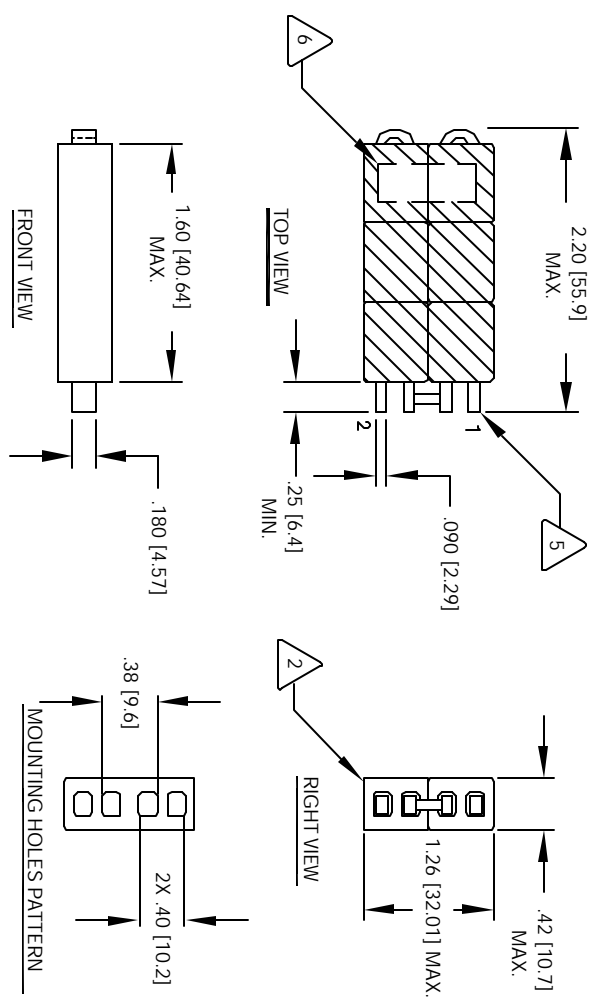 6
2.20 [55.9]
MAX.
1
2
5
TOP VIEW
.25 [6.4]
MIN.
.090 [2.29]
1.60 [40.64]
MAX.
.180 [4.57]
FRONT VIEW
2
.42 [10.7]
MAX.
1.26 [32.01] MAX.
RIGHT VIEW
.38 [9.6]
2X .40 [10.2]
MOUNTING HOLES PATTERN